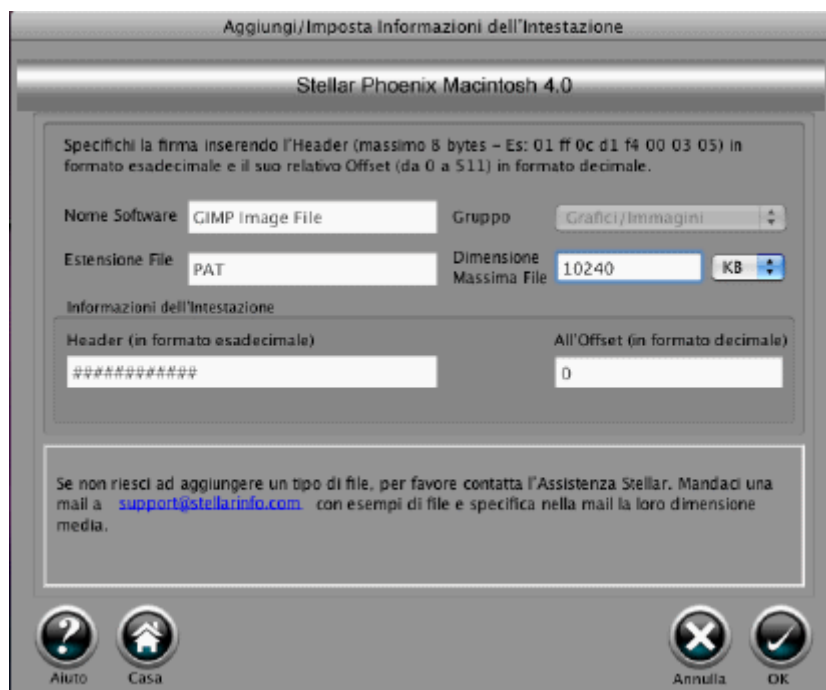 Aggiungi/Imposta Informazioni dell'Intestazione
Stellar Phoenix Macintosh 4.0
Specifichi la firma inserendo l'Header (massimo 8 bytes – Es: 01 ff 0c d1 f4 00 03 05) in
formato esadecimale e il suo relativo Offset (da 0 a 511) in formato decimale.
Nome Software GIMP Image File Gruppo Grafici/Immagini
Estensione File PAT Dimensione
Massima File 10240 KB
Informazioni dell'Intestazione
Header (in formato esadecimale) All'Offset (in formato decimale)
############ 0
Se non riesci ad aggiungere un tipo di file, per favore contatta l'Assistenza Stellar. Mandaci una
mail a support@stellarinfo.com con esempi di file e specifica nella mail la loro dimensione
media.
Aiuto Casa Annulla OK